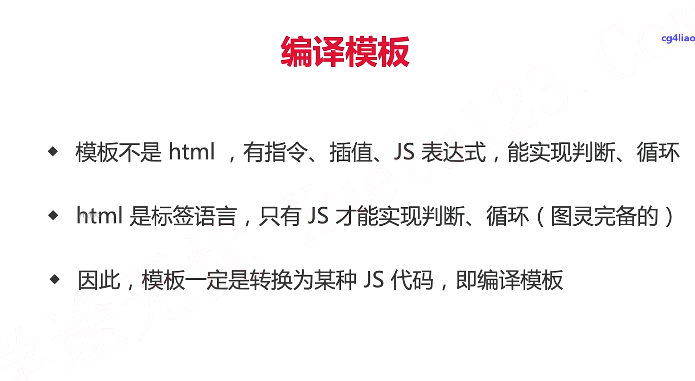 编译模板
cg4liao
◆ 模板不是 html ，有指令、插值、JS 表达式，能实现判断、循环
◆ html 是标签语言，只有 JS 才能实现判断、循环（图灵完备的）
◆ 因此，模板一定是转换为某种 JS 代码，即编译模板